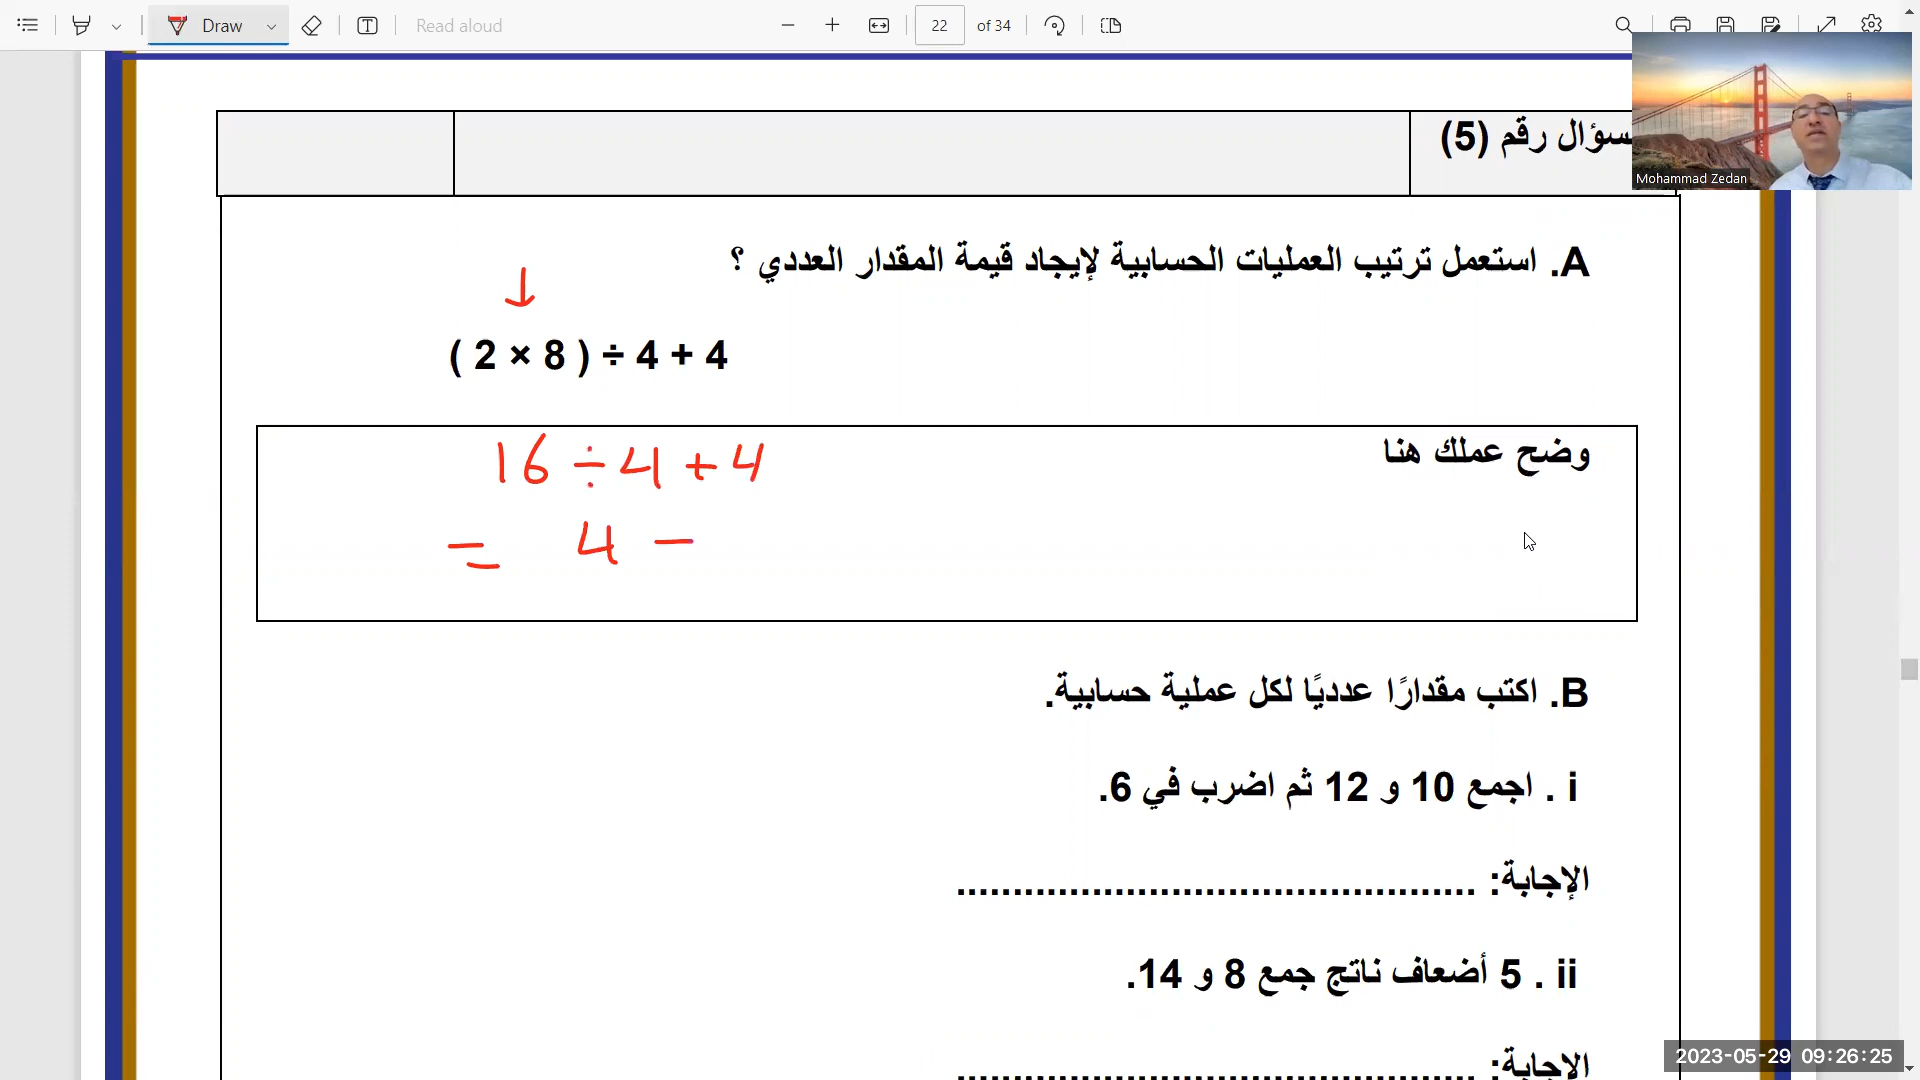 Draw
Read aloud
22 of 34
سؤال رقم (5)
Mohammad Zedan
A. استعمل ترتيب العمليات الحسابية لإيجاد قيمة المقدار العددي ؟
( 2 × 8 ) ÷ 4 + 4
وضح عملك هنا
16 ÷ 4 + 4
= 4 –
B. اكتب مقدارًا عدديًا لكل عملية حسابية.
i . اجمع 10 و 12 ثم اضرب في 6.
الإجابة: ..............................................
ii . 5 أضعاف ناتج جمع 8 و 14.
الإجابة: ..............................................
2023-05-29 09:26:25